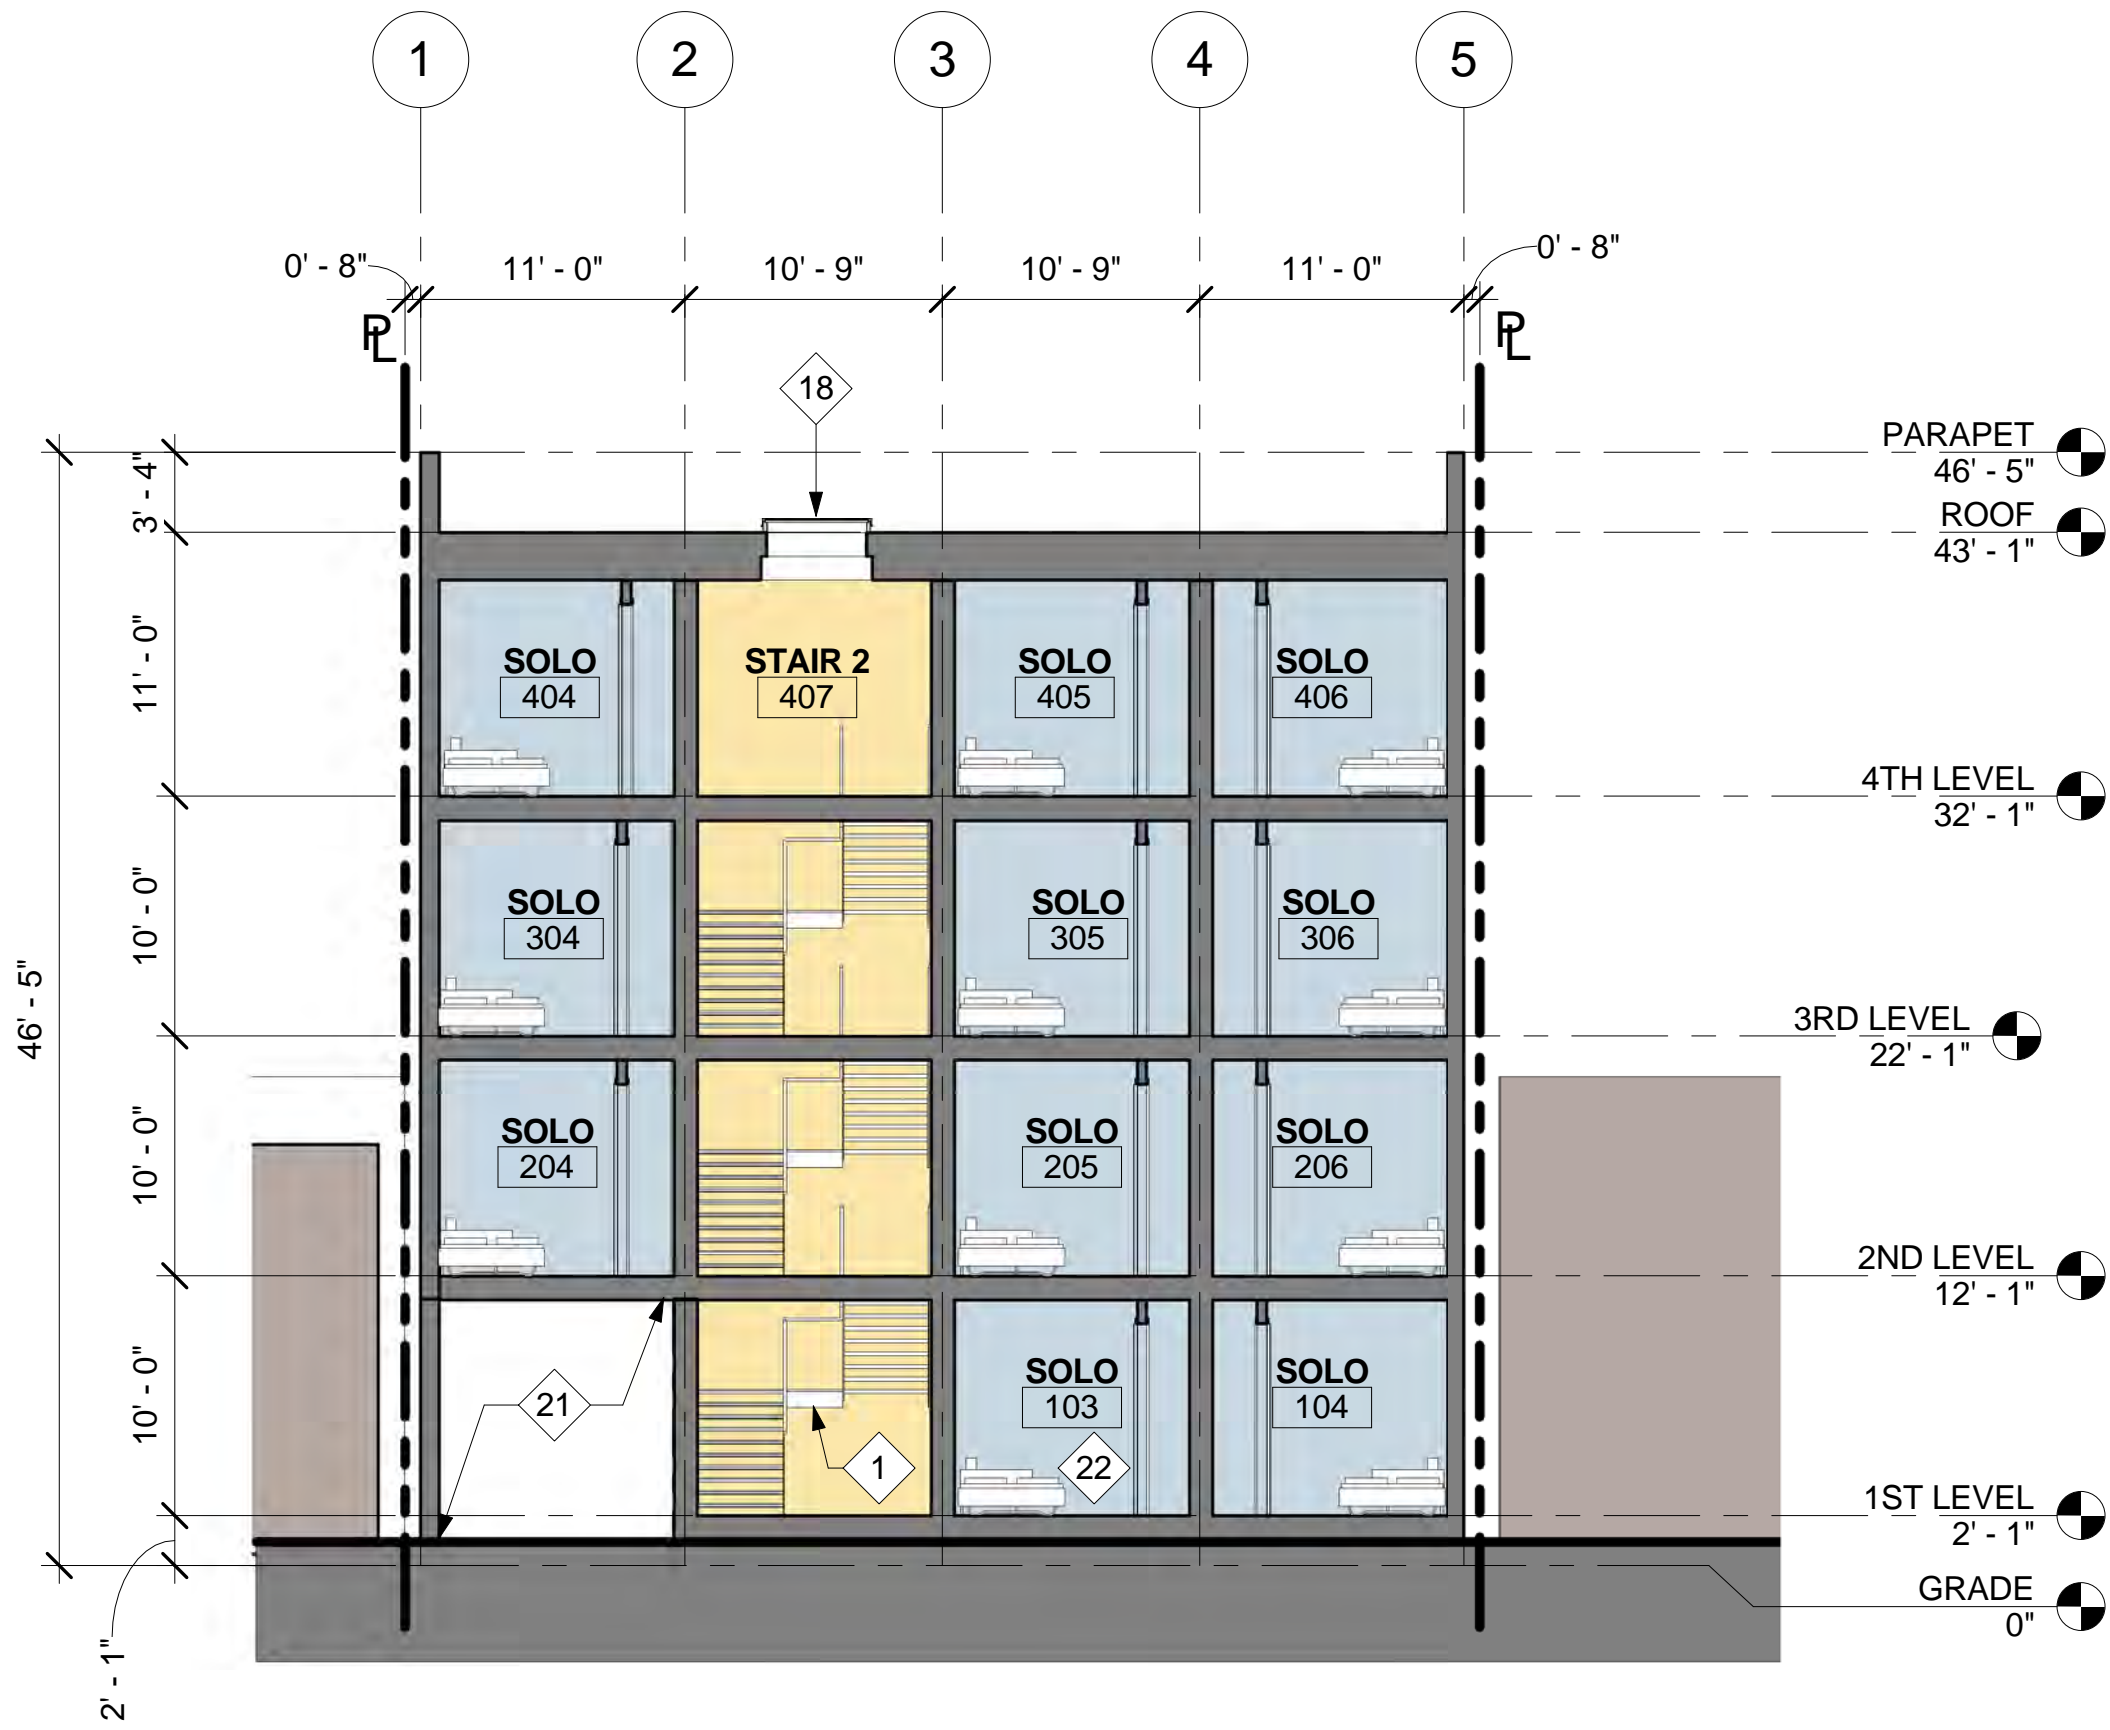 1
2
3
4
5
0' - 8"
11' - 0"
10' - 9"
10' - 9"
11' - 0"
0' - 8"
PL
PL
18
PARAPET
46' - 5"
3' - 4"
ROOF
43' - 1"
11' - 0"
SOLO
404
STAIR 2
407
SOLO
405
SOLO
406
4TH LEVEL
32' - 1"
10' - 0"
SOLO
304
SOLO
305
SOLO
306
46' - 5"
3RD LEVEL
22' - 1"
10' - 0"
SOLO
204
SOLO
205
SOLO
206
2ND LEVEL
12' - 1"
10' - 0"
21
1
SOLO
103
22
SOLO
104
1ST LEVEL
2' - 1"
GRADE
0"
2' - 1"